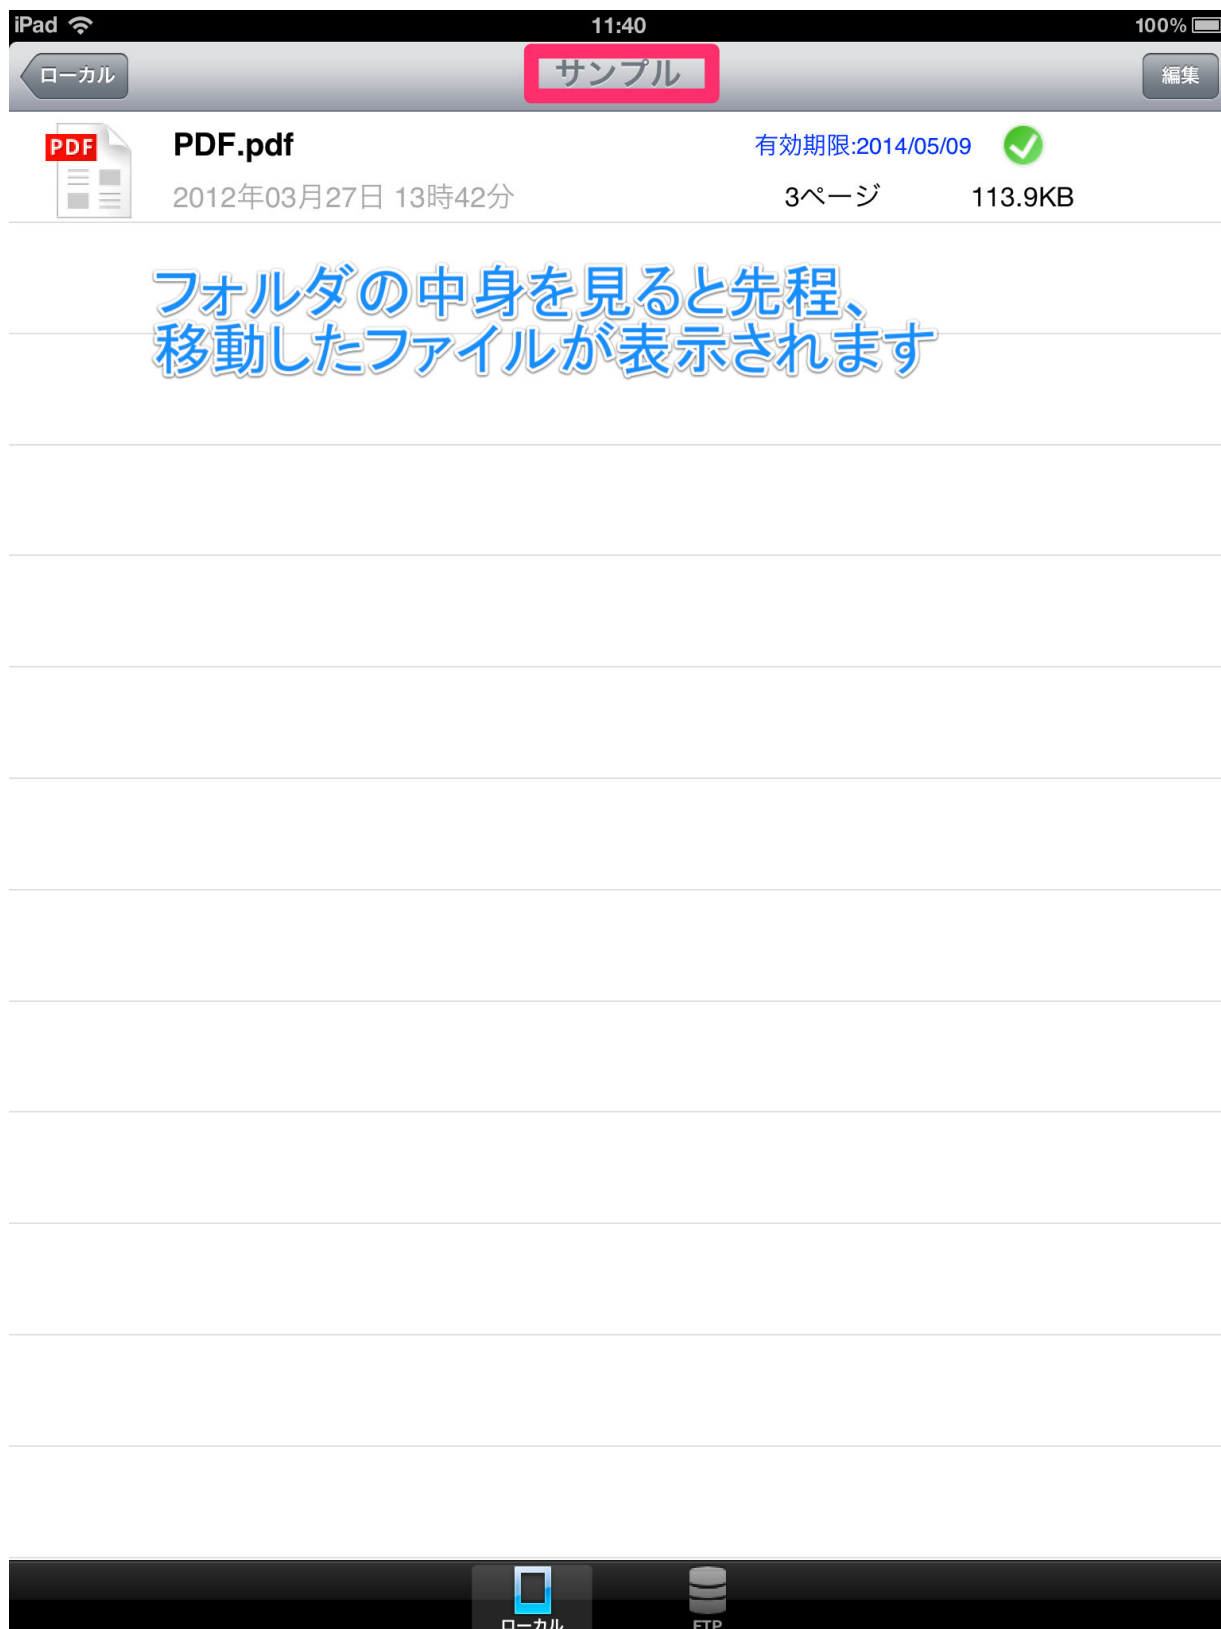 iPad 11:40 100%
ローカル サンプル 編集
PDF PDF.pdf 有効期限:2014/05/09
2012年03月27日 13時42分 3ページ 113.9KB
フォルダの中身を見ると先程、
移動したファイルが表示されます
ローカル FTP